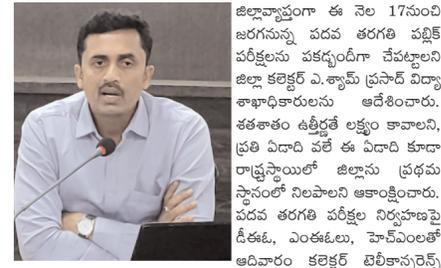 జిల్లావ్యాప్తంగా ఈ నెల 17నుంచి
జరగనున్న పదవ తరగతి పబ్లిక్
పరీక్షలను పకడ్బందీగా చేపట్టాలని
జిల్లా కలెక్టర్ ఎ.శ్యామ్ ప్రసాద్ విద్యా
శాఖాధికారులను ఆదేశించారు.
శతశాతం ఉత్తీర్ణతే లక్ష్యం కావాలని,
ప్రతి ఏడాది వలే ఈ ఏడాది కూడా
రాష్ట్రస్థాయిలో జిల్లాను ప్రథమ
స్థానంలో నిలపాలని ఆకాంక్షించారు.
పదవ తరగతి పరీక్షల నిర్వహణపై
డీఈఓ, ఎంఈఓలు, హెచ్ఎంలతో
ఆదివారం కలెక్టర్ టెలీకాన్ఫరెన్స్